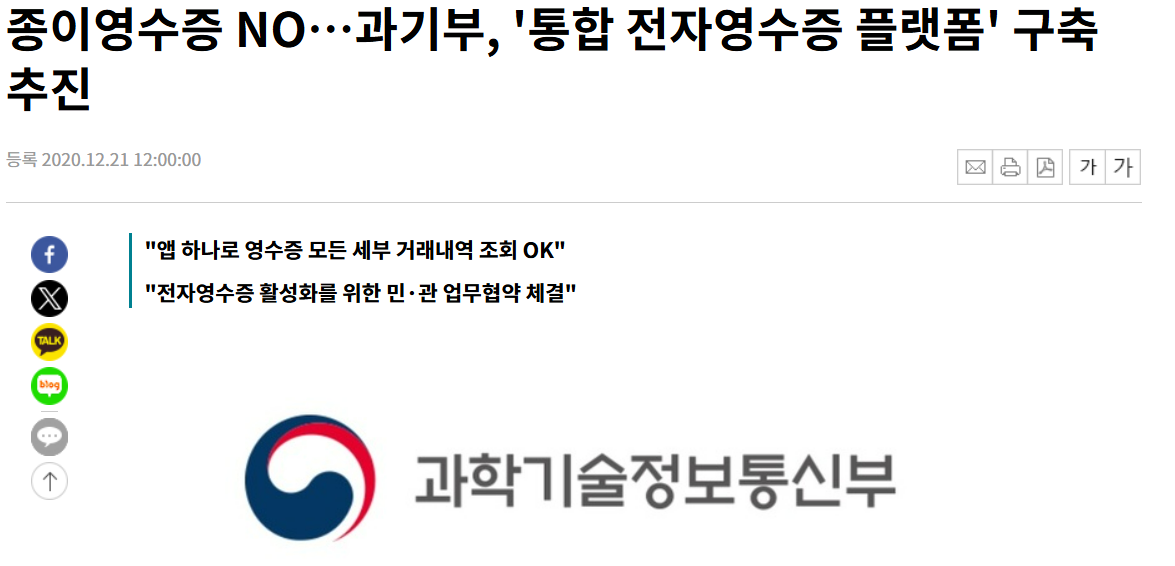 종이영수증 NO…과기부, '통합 전자영수증 플랫폼' 구축
추진
등록 2020.12.21 12:00:00
가 가
"앱 하나로 영수증 모든 세부 거래내역 조회 OK"
"전자영수증 활성화를 위한 민·관 업무협약 체결"
TALK
blog
과학기술정보통신부